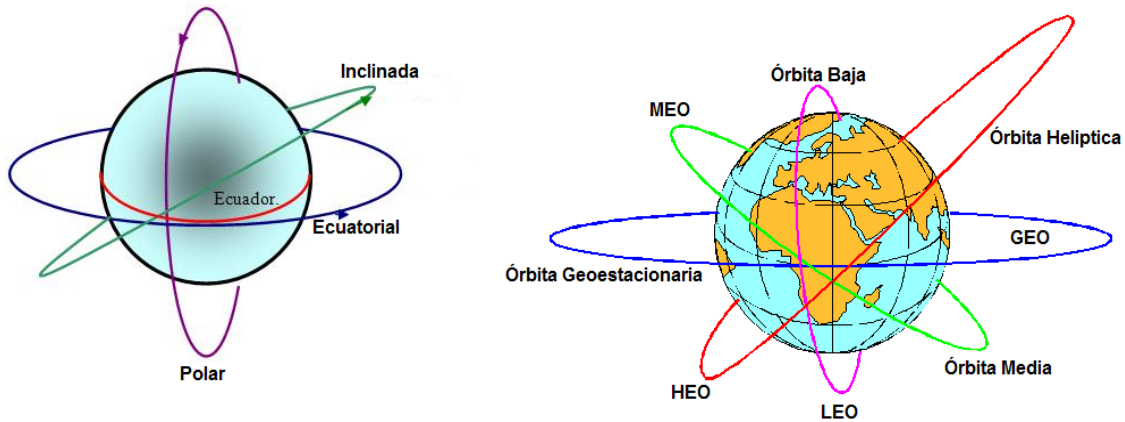 Inclinada
Ecuador.
Ecuatorial
Polar
Órbita Baja
MEO
Órbita Heliptica
GEO
Órbita Geoestacionaria
Órbita Media
HEO
LEO